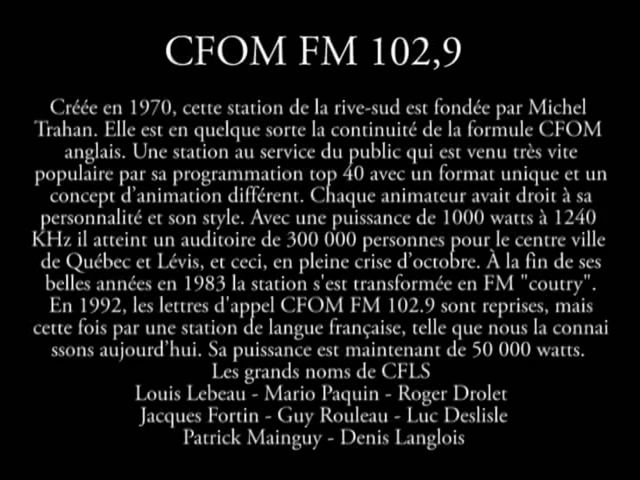 CFOM FM 102,9
Créée en 1970, cette station de la rive-sud est fondée par Michel
Trahan. Elle est en quelque sorte la continuité de la formule CFOM
anglais. Une station au service du public qui est venu très vite
populaire par sa programmation top 40 avec un format unique et un
concept d'animation différent. Chaque animateur avait droit à sa
personnalité et son style. Avec une puissance de 1000 watts à 1240
KHz il atteint un auditoire de 300 000 personnes pour le centre ville
de Québec et Lévis, et ceci, en pleine crise d'octobre. À la fin de ses
belles années en 1983 la station s'est transformée en FM "coutry".
En 1992, les lettres d'appel CFOM FM 102.9 sont reprises, mais
cette fois par une station de langue française, telle que nous la connai
ssons aujourd'hui. Sa puissance est maintenant de 50 000 watts.
Les grands noms de CFLS
Louis Lebeau - Mario Paquin - Roger Drolet
Jacques Fortin - Guy Rouleau - Luc Deslisle
Patrick Mainguy - Denis Langlois